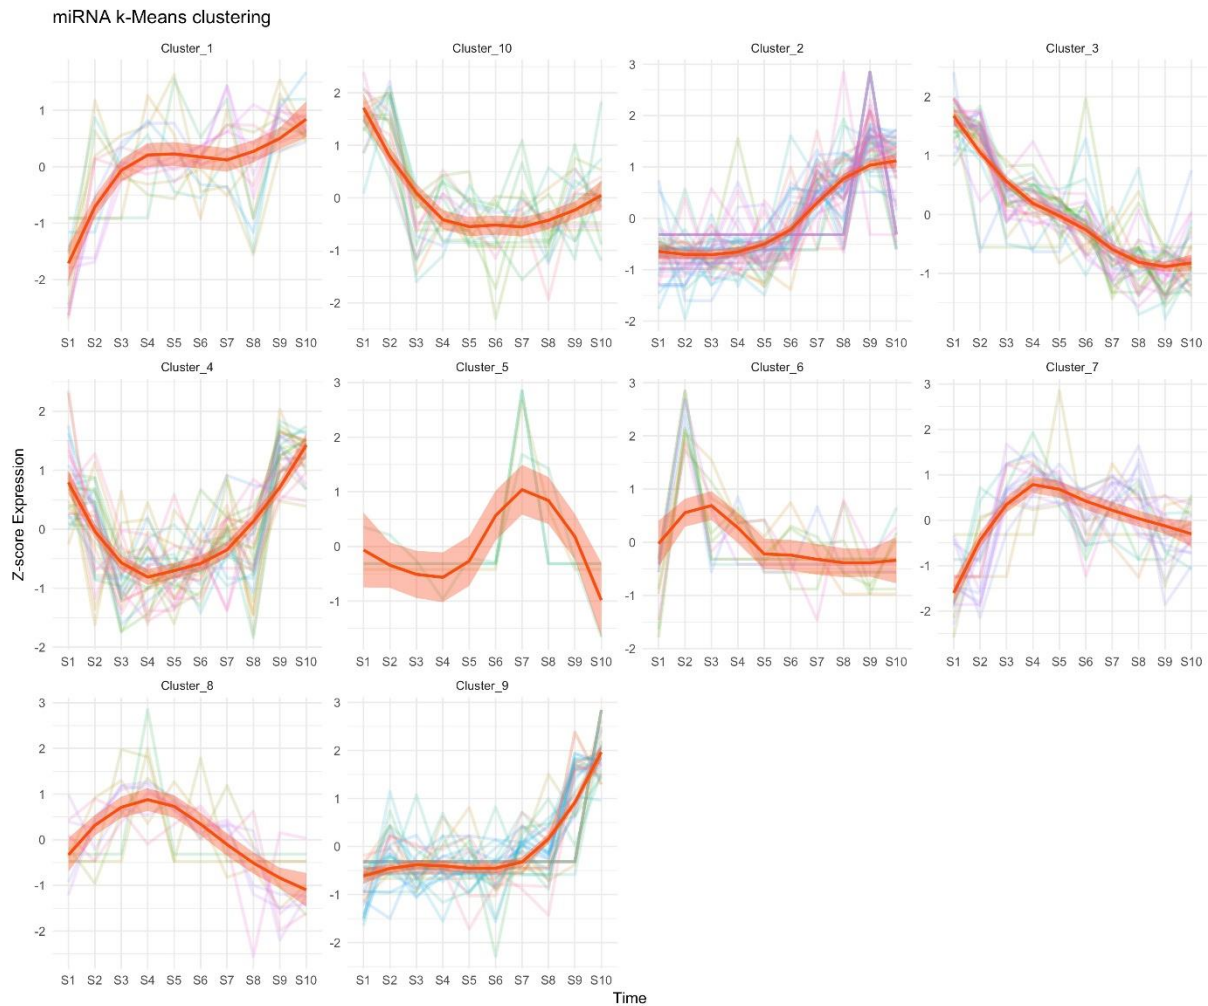 miRNA k-Means clustering
Cluster_1
Cluster_10
Cluster_2
Cluster_3
1
0
-1
-2
2
1
0
-1
-2
3
2
1
0
-1
-2
2
1
0
-1
S1 S2 S3 S4 S5 S6 S7 S8 S9 S10
S1 S2 S3 S4 S5 S6 S7 S8 S9 S10
S1 S2 S3 S4 S5 S6 S7 S8 S9 S10
S1 S2 S3 S4 S5 S6 S7 S8 S9 S10
Cluster_4
Cluster_5
Cluster_6
Cluster_7
Z-score Expression
2
1
0
-1
-2
3
2
1
0
-1
3
2
1
0
-1
-2
3
2
1
0
-1
-2
S1 S2 S3 S4 S5 S6 S7 S8 S9 S10
S1 S2 S3 S4 S5 S6 S7 S8 S9 S10
S1 S2 S3 S4 S5 S6 S7 S8 S9 S10
S1 S2 S3 S4 S5 S6 S7 S8 S9 S10
Cluster_8
Cluster_9
3
2
1
0
-1
-2
3
2
1
0
-1
-2
S1 S2 S3 S4 S5 S6 S7 S8 S9 S10
S1 S2 S3 S4 S5 S6 S7 S8 S9 S10
Time